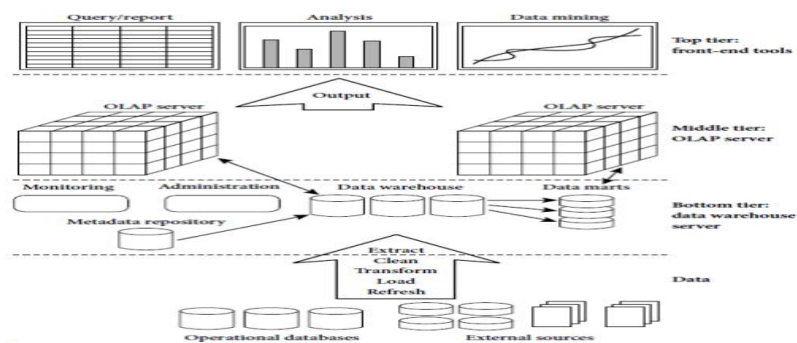 Query/report
Analysis
Data mining
Top tier:
front-end tools
Output
OLAP server
OLAP server
Middle tier:
OLAP server
Monitoring
Administration
Data warehouse
Data marts
Metadata repository
Bottom tier:
data warehouse
server
Extract
Clean
Transform
Load
Refresh
Data
Operational databases
External sources